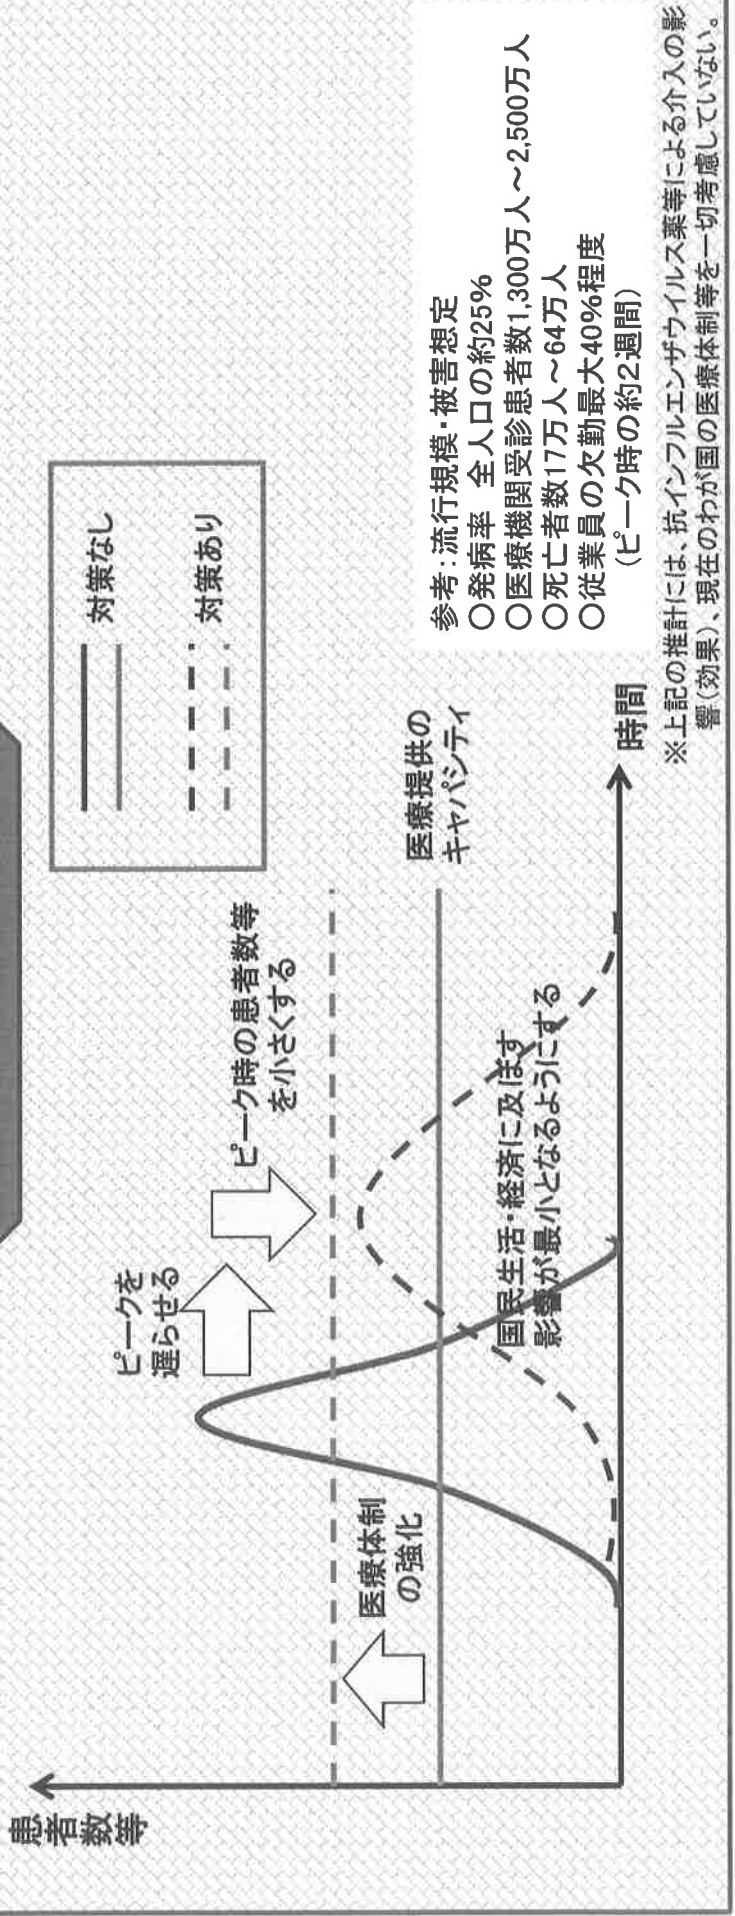 患者数等
ピークを
遅らせる
ピーク時の患者数等
を小さくする
医療体制
の強化
国民生活・経済に及ぼす
影響が最小となるようにする
医療提供の
キャパシティ
時間
対策なし
対策あり
参考:流行規模・被害想定
○発病率 全人口の約25%
○医療機関受診患者数1,300万人～2,500万人
○死亡者数17万人～64万人
○従業員の欠勤最大40%程度
(ピーク時の約2週間)
※上記の推計には、抗インフルエンザウイルス薬等による介入の影
響(効果)、現在のわが国の医療体制等を一切考慮していない。